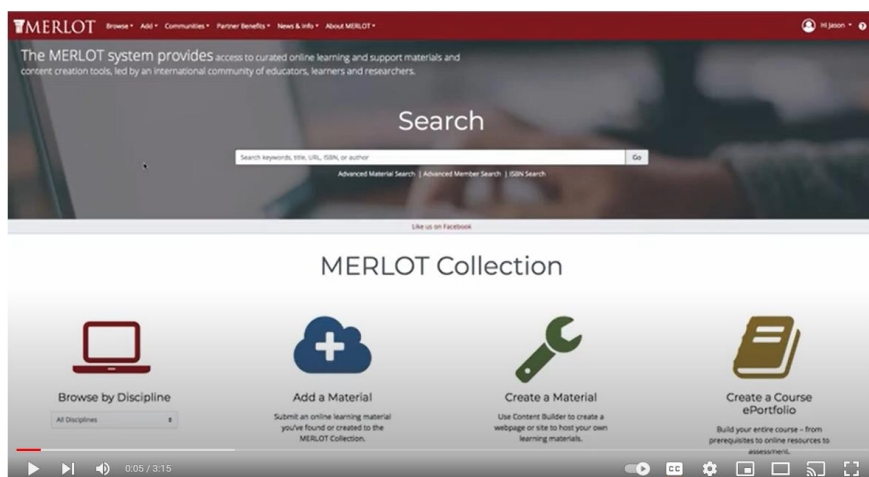 MERLOT Browse Add Communities Partner Benefits News & Info About MERLOT Hi Jason ?
The MERLOT system provides access to curated online learning and support materials and
content creation tools, led by an international community of educators, learners and researchers.
Search
Search keywords, title, URL, ISBN, or author Go
Advanced Material Search | Advanced Member Search | ISBN Search
Like us on Facebook
MERLOT Collection
Browse by Discipline
All Disciplines
Add a Material
Submit an online learning material
you've found or created to the
MERLOT Collection.
Create a Material
Use Content Builder to create a
webpage or site to host your own
learning materials.
Create a Course
ePortfolio
Build your entire course – from
prerequisites to online resources to
assessment.
0:05 / 3:15 CC